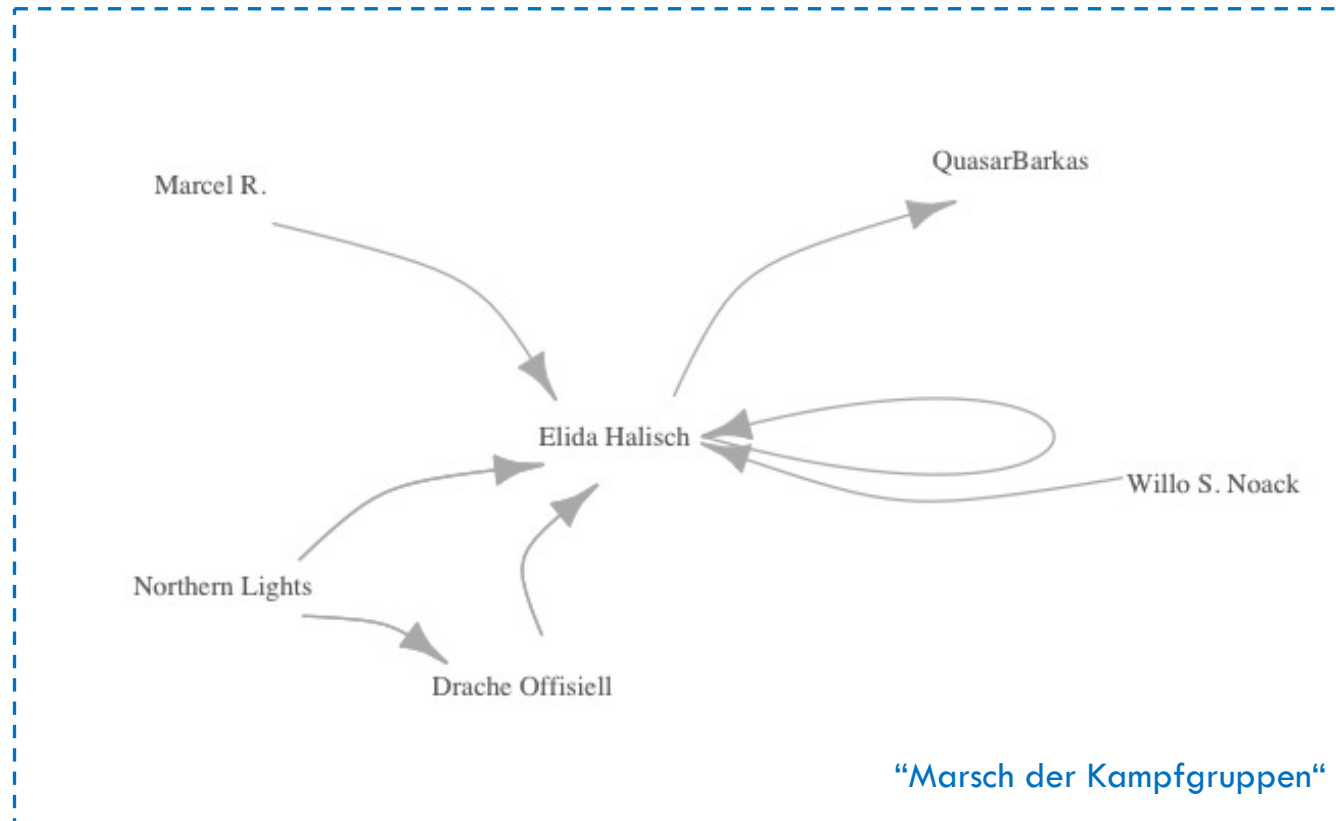 QuasarBarkas
Marcel R.
Elida Halisch
Willo S. Noack
Northern Lights
Drache Offisiell
“Marsch der Kampfgruppen“